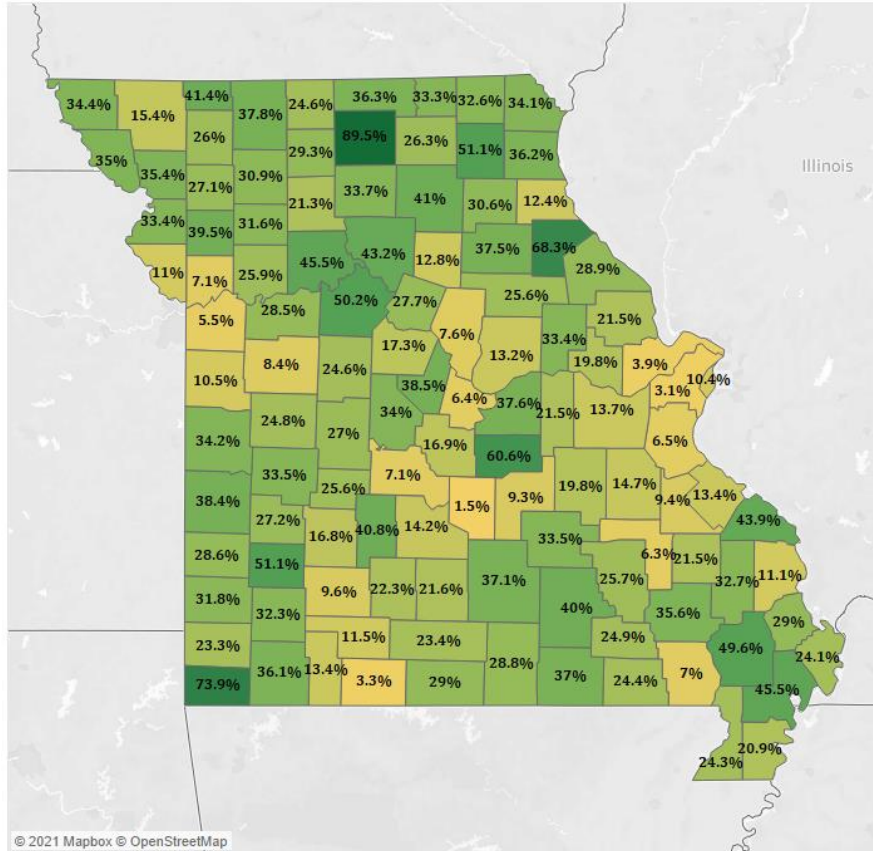 34.4% 15.4% 41.4% 37.8% 24.6% 36.3% 33.3% 32.6% 34.1%
35% 26% 29.3% 89.5% 26.3% 51.1% 36.2%
Illinois
35.4% 27.1% 30.9% 21.3% 33.7% 41% 30.6% 12.4%
33.4% 39.5% 31.6% 45.5% 43.2% 12.8% 37.5% 68.3% 28.9%
11% 7.1% 25.9% 50.2% 27.7% 25.6% 21.5%
5.5% 28.5% 17.3% 7.6% 13.2% 33.4% 19.8% 3.9% 10.4%
10.5% 8.4% 24.6% 38.5% 6.4% 37.6% 21.5% 13.7% 3.1%
34.2% 24.8% 27% 34% 16.9% 60.6% 6.5%
38.4% 33.5% 25.6% 7.1% 1.5% 9.3% 19.8% 14.7% 9.4% 13.4% 43.9%
27.2% 16.8% 40.8% 14.2% 33.5% 6.3% 21.5% 32.7% 11.1%
28.6% 51.1% 9.6% 22.3% 21.6% 37.1% 40% 25.7% 35.6% 29%
31.8% 32.3% 11.5% 23.4% 24.9% 49.6% 24.1%
23.3% 36.1% 13.4% 3.3% 29% 28.8% 37% 24.4% 7% 45.5%
73.9%
24.3% 20.9%
© 2021 Mapbox © OpenStreetMap